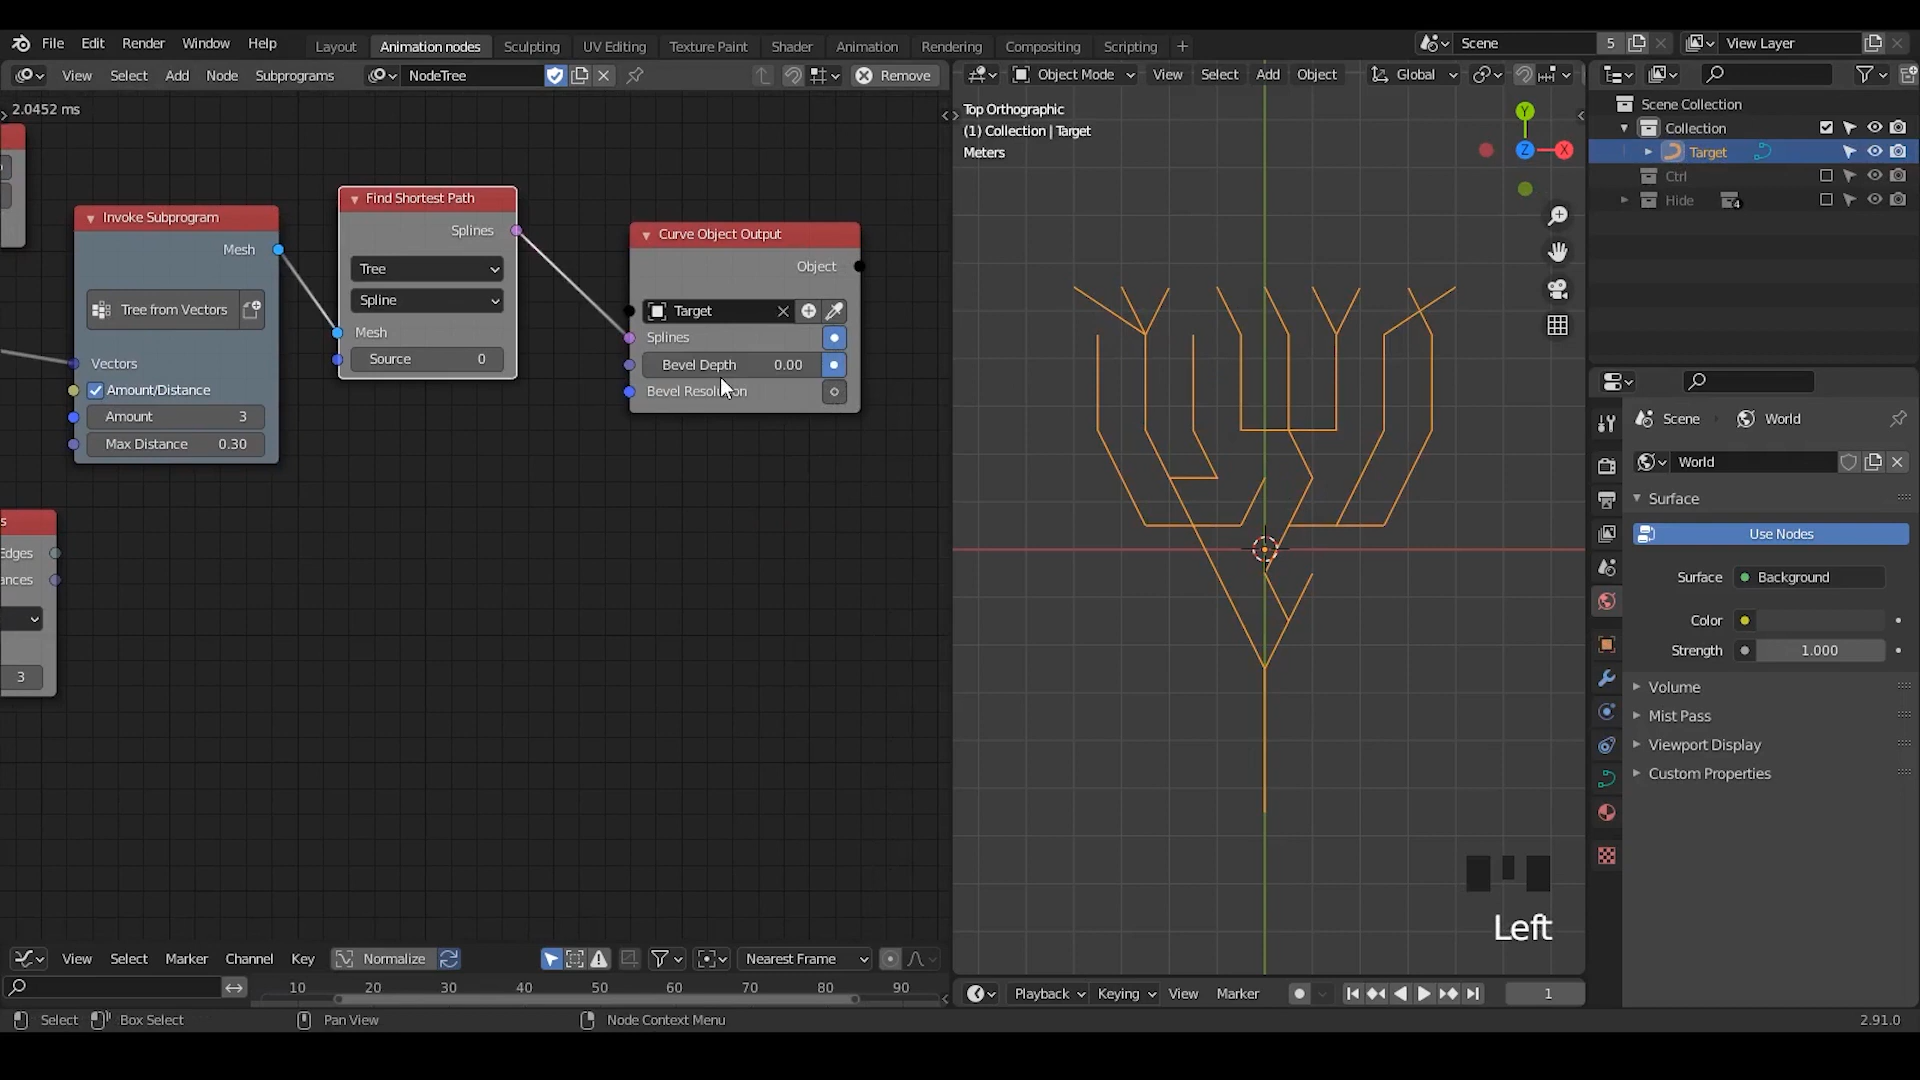 File Edit Render Window Help Layout Animation nodes Sculpting UV Editing Texture Paint Shader Animation Rendering Compositing Scripting + Scene 5 View Layer
View Select Add Node Subprograms NodeTree Remove
Object Mode View Select Add Object Global
2.0452 ms
Find Shortest Path
Splines
Tree
Spline
Mesh
Source 0
Invoke Subprogram
Mesh
Tree from Vectors
Vectors
Amount/Distance
Amount 3
Max Distance 0.30
Curve Object Output
Object
Target
Splines
Bevel Depth 0.00
Bevel Resolution
s
Edges
ances
3
Top Orthographic
(1) Collection | Target
Meters
Y
Z
X
Left
Scene Collection
Collection
Target
Ctrl
Hide 4
Scene World
World
Surface
Use Nodes
Surface Background
Color
Strength 1.000
Volume
Mist Pass
Viewport Display
Custom Properties
View Select Marker Channel Key Normalize Nearest Frame
10 20 30 40 50 60 70 80 90
Playback Keying View Marker 1
Select Box Select Pan View Node Context Menu 2.91.0